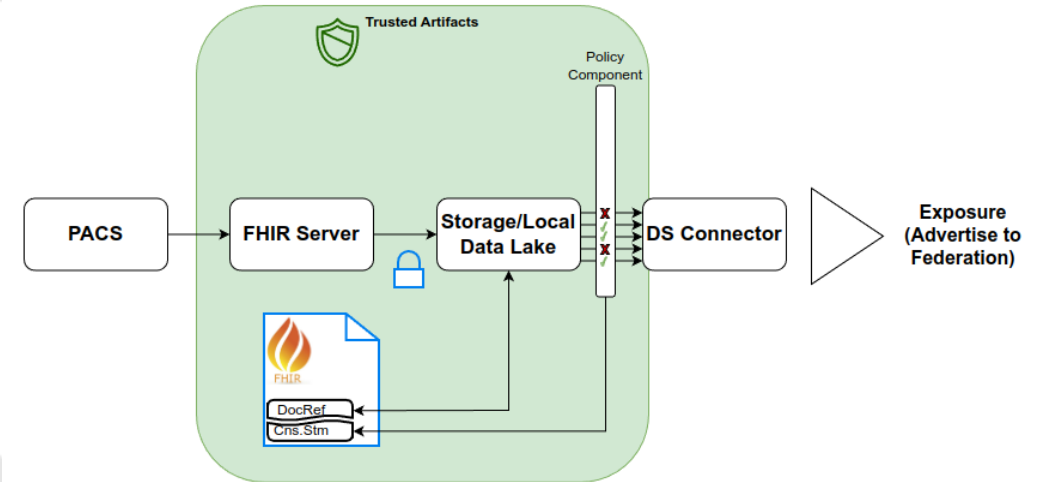 Trusted Artifacts
Policy
Component
PACS
FHIR Server
Storage/Local
Data Lake
X
✓
✓
X
✓
DS Connector
Exposure
(Advertise to
Federation)
FHIR
DocRef
Cns.Stm